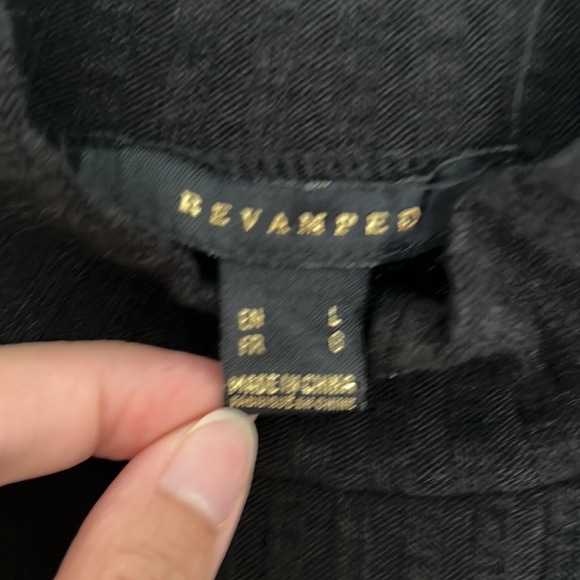 REVAMPED
EN L
FR G
MADE IN CHINA
FABRIQUÉ EN CHINE